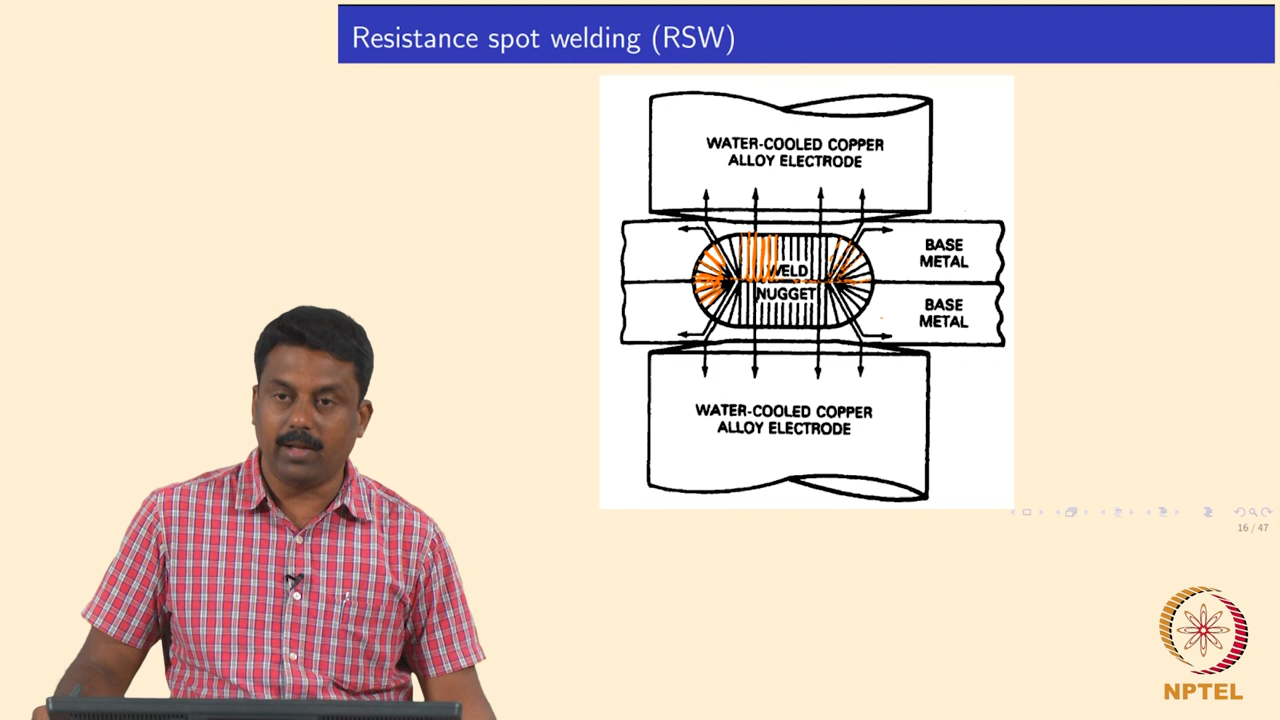 Resistance spot welding (RSW)
WATER-COOLED COPPER
ALLOY ELECTRODE
BASE
METAL
WELD
NUGGET
BASE
METAL
WATER-COOLED COPPER
ALLOY ELECTRODE
16 / 47
NPTEL